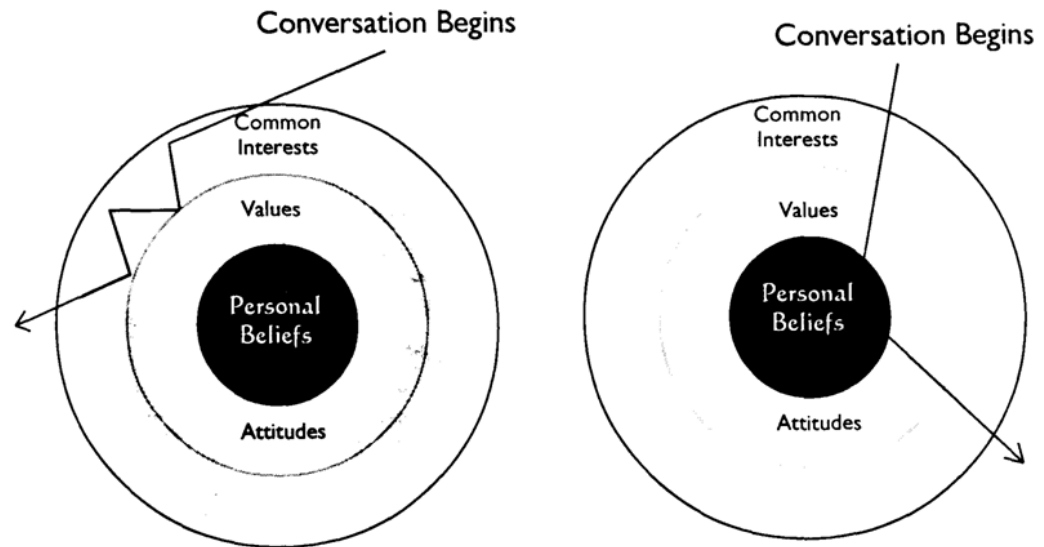 Conversation Begins
Common
Interests
Values
Personal
Beliefs
Attitudes
Conversation Begins
Common
Interests
Values
Personal
Beliefs
Attitudes